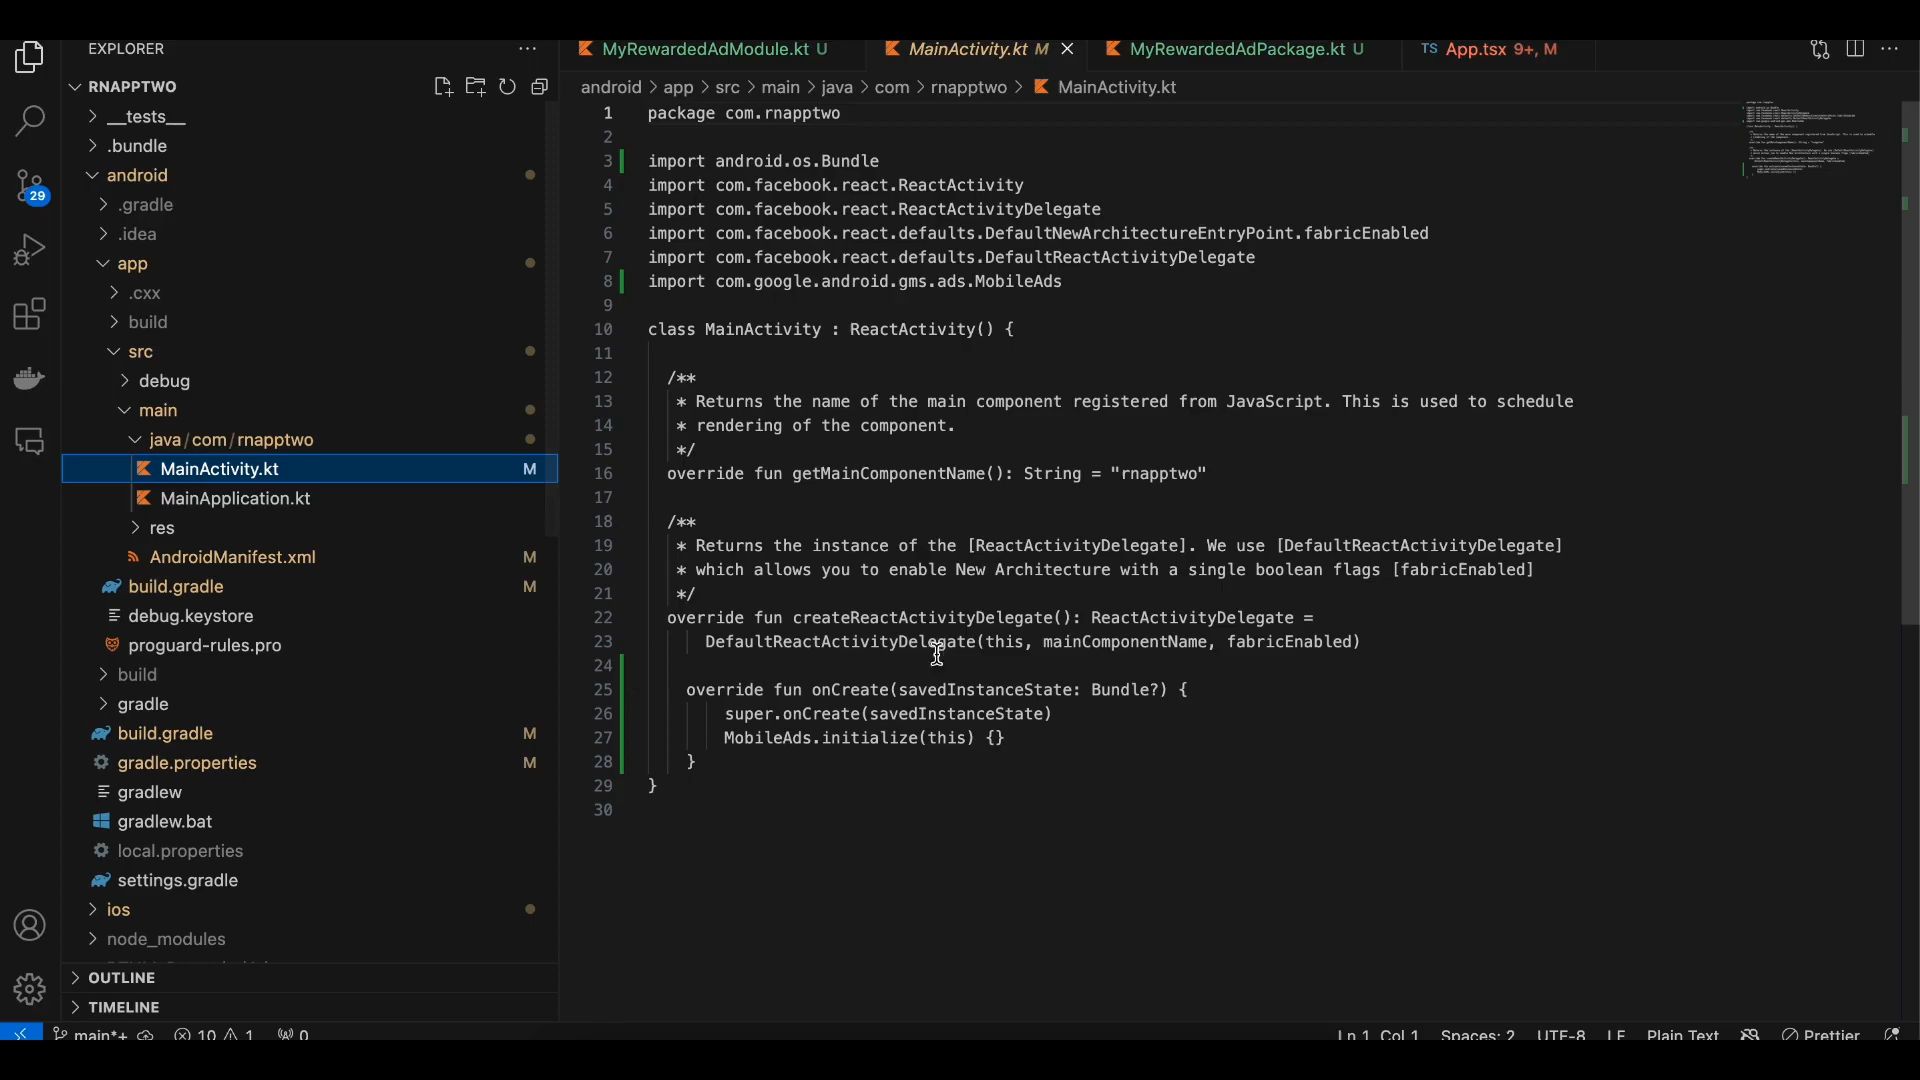 EXPLORER
RNAPPTWO
__tests__
.bundle
android
.gradle
.idea
app
.cxx
build
src
debug
main
java/com/rnapptwo
MainActivity.kt M
MainApplication.kt
res
AndroidManifest.xml M
build.gradle M
debug.keystore
proguard-rules.pro
build
gradle
build.gradle M
gradle.properties M
gradlew
gradlew.bat
local.properties
settings.gradle
ios
node_modules
OUTLINE
TIMELINE
29
MyRewardedAdModule.kt U MainActivity.kt M MyRewardedAdPackage.kt U TS App.tsx 9+, M
android > app > src > main > java > com > rnapptwo > MainActivity.kt
1 package com.rnapptwo
2
3 import android.os.Bundle
4 import com.facebook.react.ReactActivity
5 import com.facebook.react.ReactActivityDelegate
6 import com.facebook.react.defaults.DefaultNewArchitectureEntryPoint.fabricEnabled
7 import com.facebook.react.defaults.DefaultReactActivityDelegate
8 import com.google.android.gms.ads.MobileAds
9
10 class MainActivity : ReactActivity() {
11
12 /**
13 * Returns the name of the main component registered from JavaScript. This is used to schedule
14 * rendering of the component.
15 */
16 override fun getMainComponentName(): String = "rnapptwo"
17
18 /**
19 * Returns the instance of the [ReactActivityDelegate]. We use [DefaultReactActivityDelegate]
20 * which allows you to enable New Architecture with a single boolean flags [fabricEnabled]
21 */
22 override fun createReactActivityDelegate(): ReactActivityDelegate =
23 DefaultReactActivityDelegate(this, mainComponentName, fabricEnabled)
24
25 override fun onCreate(savedInstanceState: Bundle?) {
26 super.onCreate(savedInstanceState)
27 MobileAds.initialize(this) {}
28 }
29 }
30
main*+ 10 1 0 Ln 1, Col 1 Spaces: 2 UTF-8 LF Plain Text Prettier